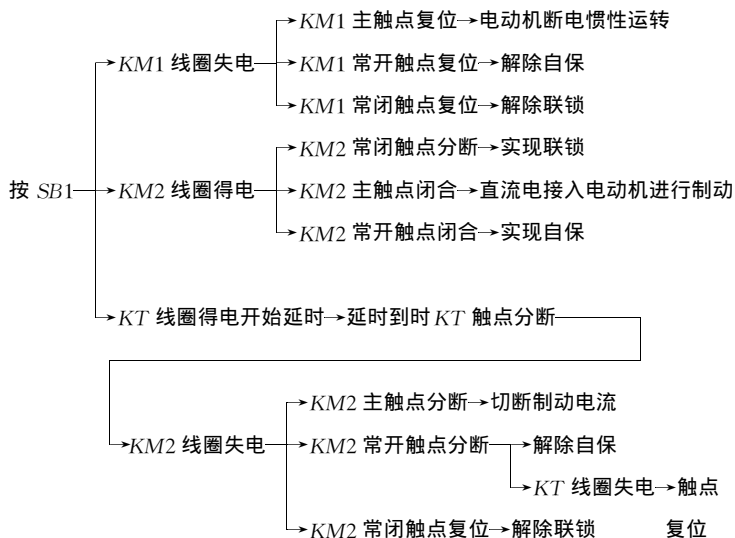 KM1 主触点复位→电动机断电惯性运转
KM1 线圈失电→KM1 常开触点复位→解除自保
KM1 常闭触点复位→解除联锁
KM2 常闭触点分断→实现联锁
按 SB1→KM2 线圈得电→KM2 主触点闭合→直流电接入电动机进行制动
KM2 常开触点闭合→实现自保
KT 线圈得电开始延时→延时到时 KT 触点分断
KM2 主触点分断→切断制动电流
KM2 线圈失电→KM2 常开触点分断→解除自保
KT 线圈失电→触点
KM2 常闭触点复位→解除联锁 复位